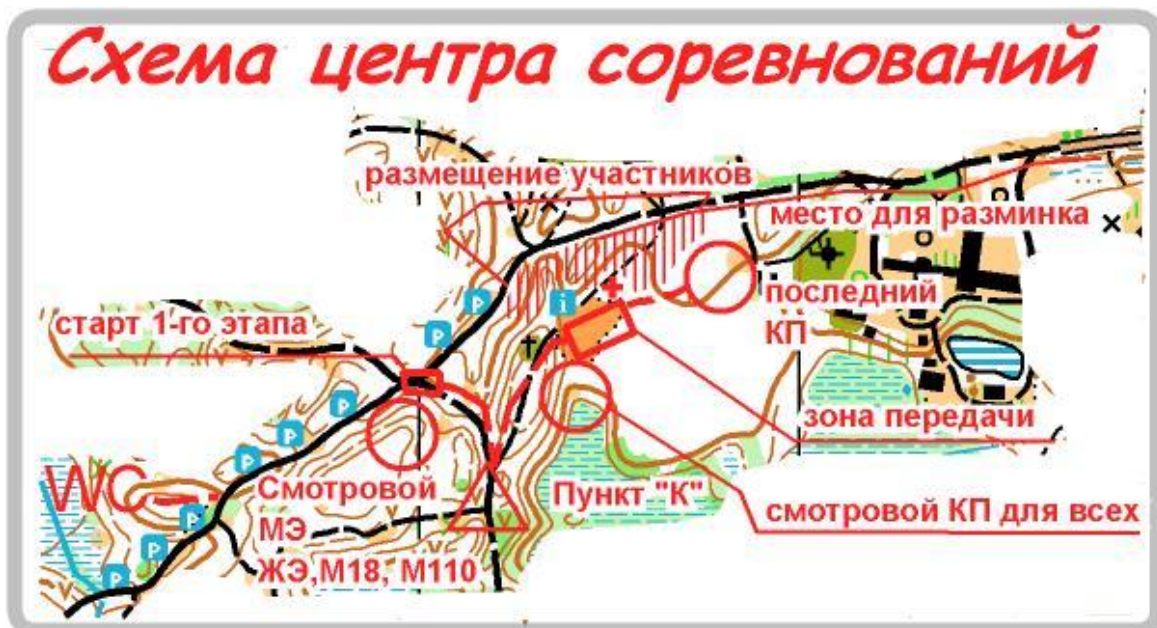 Схема центра соревнований
размещение участников
место для разминка
старт 1-го этапа
последний
КП
зона передачи
WC
Смотровой
МЭ
ЖЭ,М18, М110
Пункт "К"
смотровой КП для всех
i
P
P
P
P
P
P
P
P